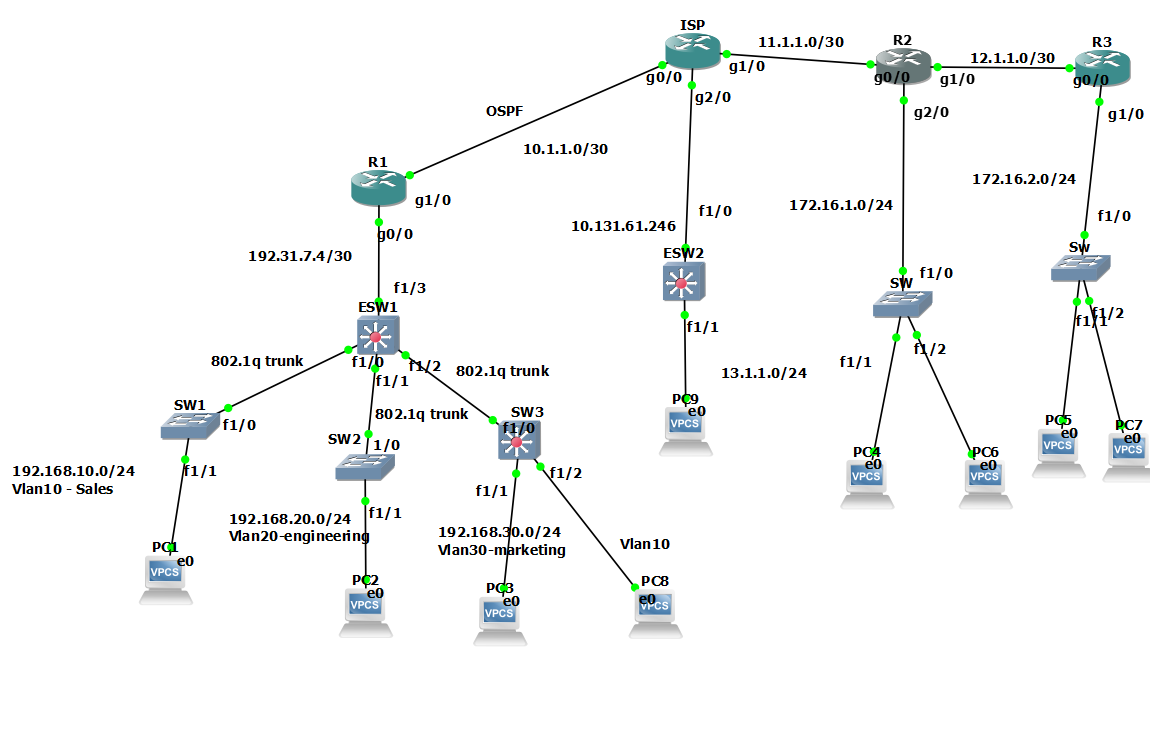 ISP
11.1.1.0/30
R2
R3
12.1.1.0/30
g0/0
g1/0
g0/0
g1/0
g0/0
g2/0
g2/0
g1/0
OSPF
10.1.1.0/30
R1
g1/0
172.16.2.0/24
172.16.1.0/24
f1/0
f1/0
10.131.61.246
g0/0
192.31.7.4/30
ESW2
Sw
f1/3
SW
f1/0
ESW1
f1/1
f1/2
f1/1
f1/2
f1/1
802.1q trunk
f1/0
f1/2
f1/1
802.1q trunk
13.1.1.0/24
SW1
f1/0
802.1q trunk
SW3
f1/0
PC9
e0
VPCS
SW2
1/0
PC5
e0
VPCS
PC7
e0
VPCS
192.168.10.0/24
Vlan10 - Sales
f1/1
PC4
e0
VPCS
PC6
e0
VPCS
f1/1
f1/2
192.168.20.0/24
Vlan20-engineering
f1/1
192.168.30.0/24
Vlan30-marketing
Vlan10
PC1
e0
VPCS
PC2
e0
VPCS
PC3
e0
VPCS
PC8
e0
VPCS